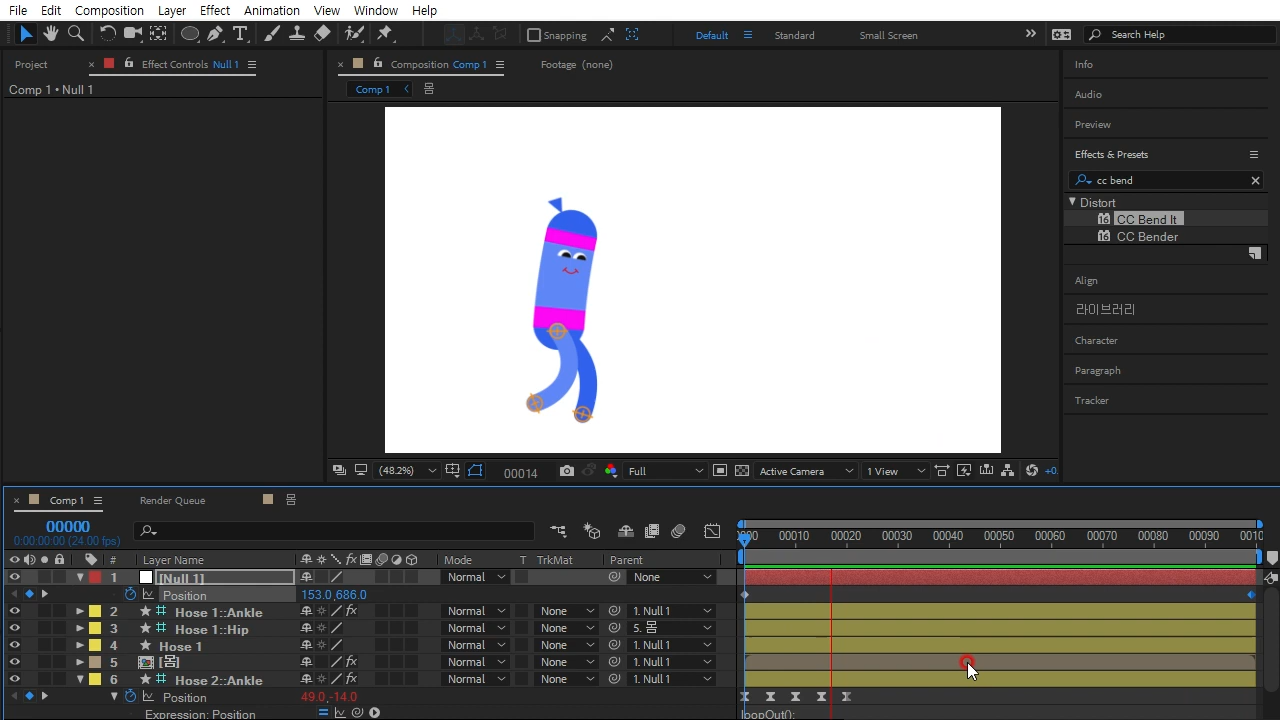 File Edit Composition Layer Effect Animation View Window Help
Snapping Default Standard Small Screen Search Help
Project Effect Controls Null 1 Composition Comp 1 Footage (none) Info
Comp 1 • Null 1 Comp 1 몸
Audio
Preview
Effects & Presets
cc bend
Distort
CC Bend It
CC Bender
Align
라이브러리
Character
Paragraph
Tracker
(48.2%) 00014 Full Active Camera 1 View +0.
Comp 1 Render Queue 몸
00000
0:00:00:00 (24.00 fps)
00010 00020 00030 00040 00050 00060 00070 00080 00090
# Layer Name Mode T TrkMat Parent
1 [Null 1] Normal None
Position 153.0,686.0
2 Hose 1::Ankle Normal None 1. Null 1
3 Hose 1::Hip Normal None 5. 몸
4 Hose 1 Normal None 1. Null 1
5 [몸] Normal None 1. Null 1
6 Hose 2::Ankle Normal None 1. Null 1
Position 49.0,-14.0
Expression: Position loopOut();